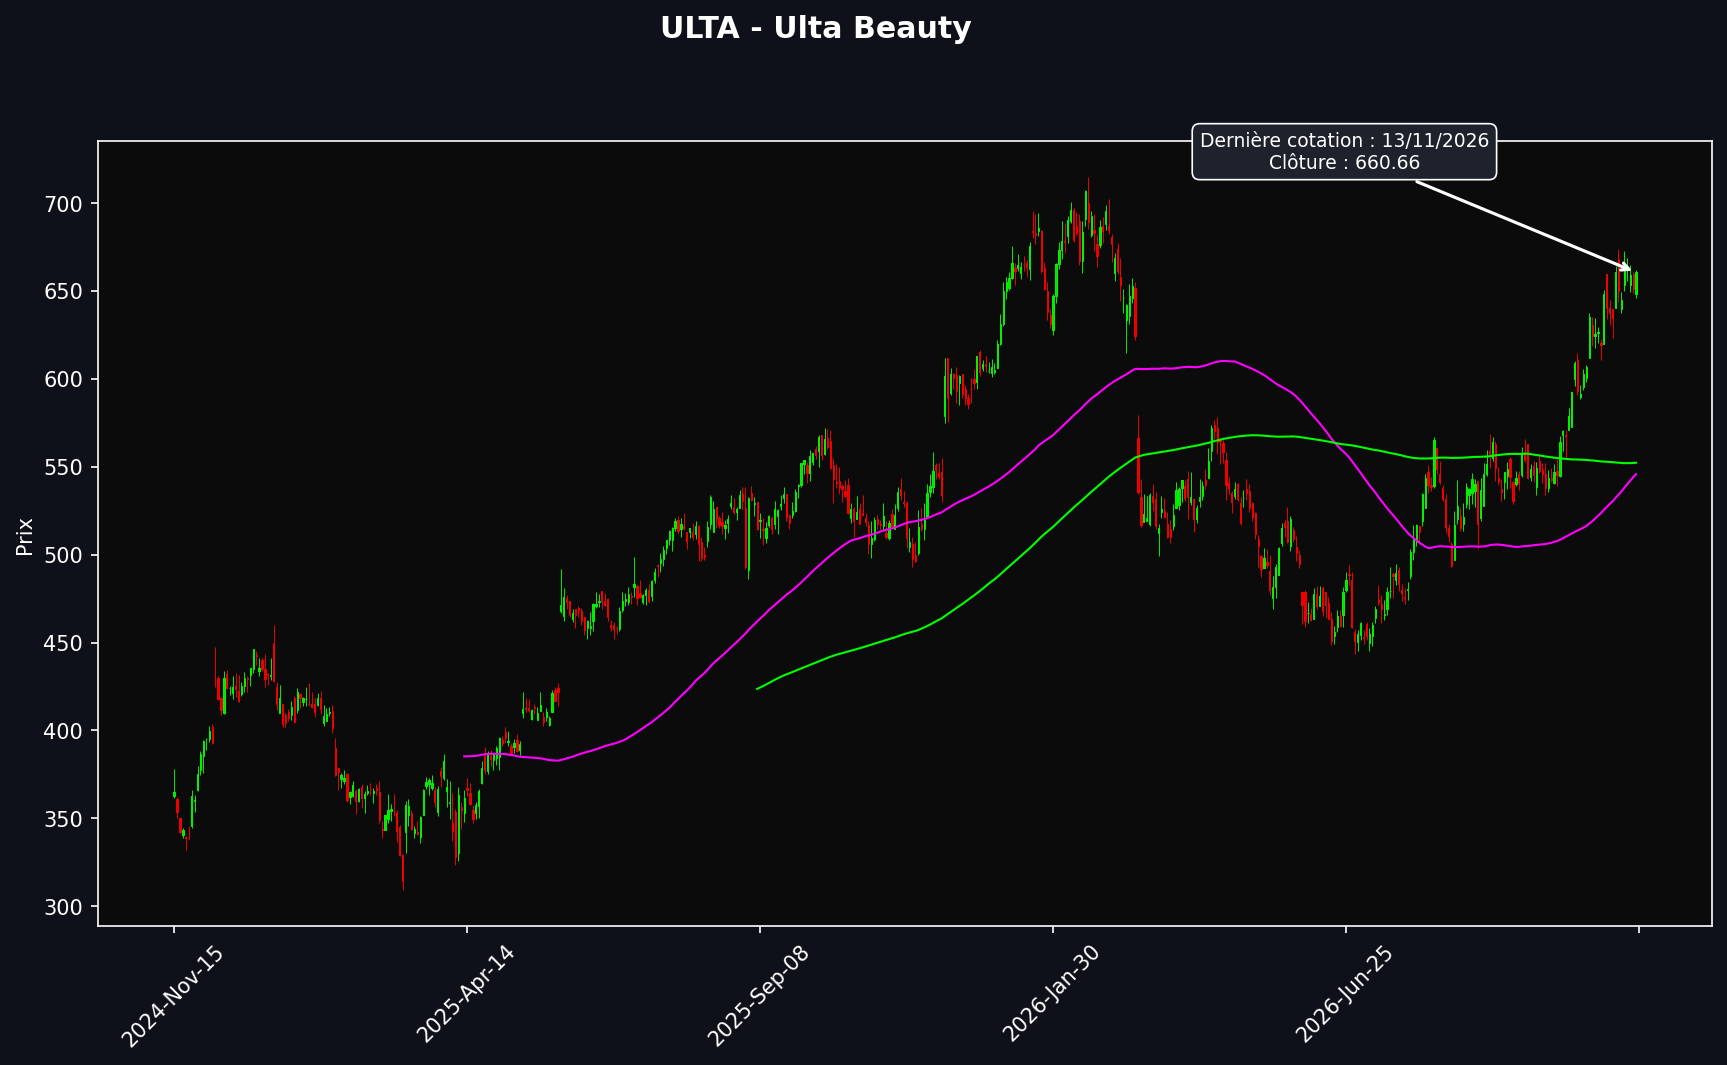 ULTA - Ulta Beauty
Dernière cotation : 13/11/2026
Clôture : 660.66
Prix
700
650
600
550
500
450
400
350
300
2024-Nov-15
2025-Apr-14
2025-Sep-08
2026-Jan-30
2026-Jun-25